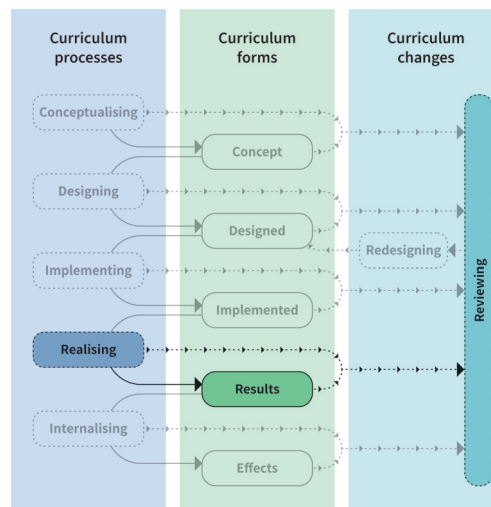 Curriculum
processes
Curriculum
forms
Curriculum
changes
Conceptualising
Concept
Designing
Designed
Redesigning
Implementing
Implemented
Reviewing
Realising
Results
Internalising
Effects